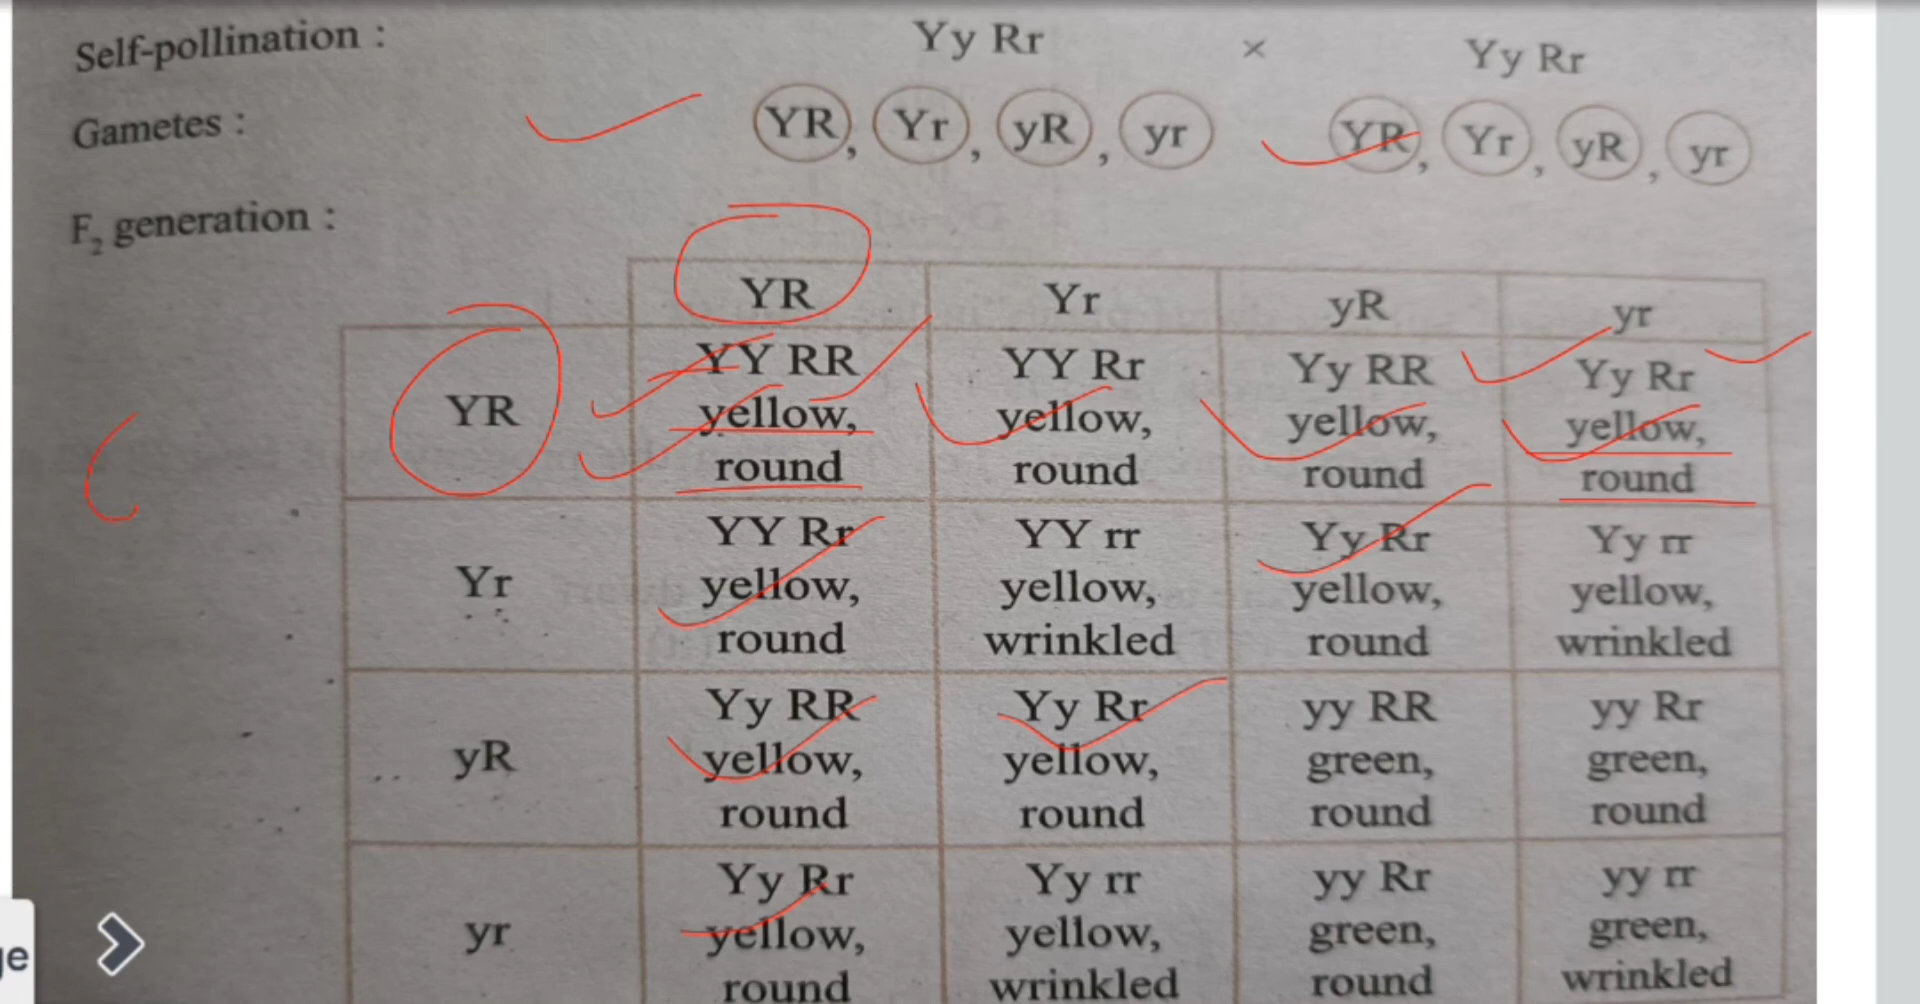 Self-pollination : Yy Rr × Yy Rr
Gametes : YR, Yr, yR, yr YR, Yr, yR, yr
F₂ generation :
YR Yr yR yr
YR YY RR YY Rr Yy RR Yy Rr
yellow, yellow, yellow, yellow,
round round round round
Yr YY Rr YY rr Yy Rr Yy rr
yellow, yellow, yellow, yellow,
round wrinkled round wrinkled
yR Yy RR Yy Rr yy RR yy Rr
yellow, yellow, green, green,
round round round round
yr Yy Rr Yy rr yy Rr yy rr
yellow, yellow, green, green,
round wrinkled round wrinkled